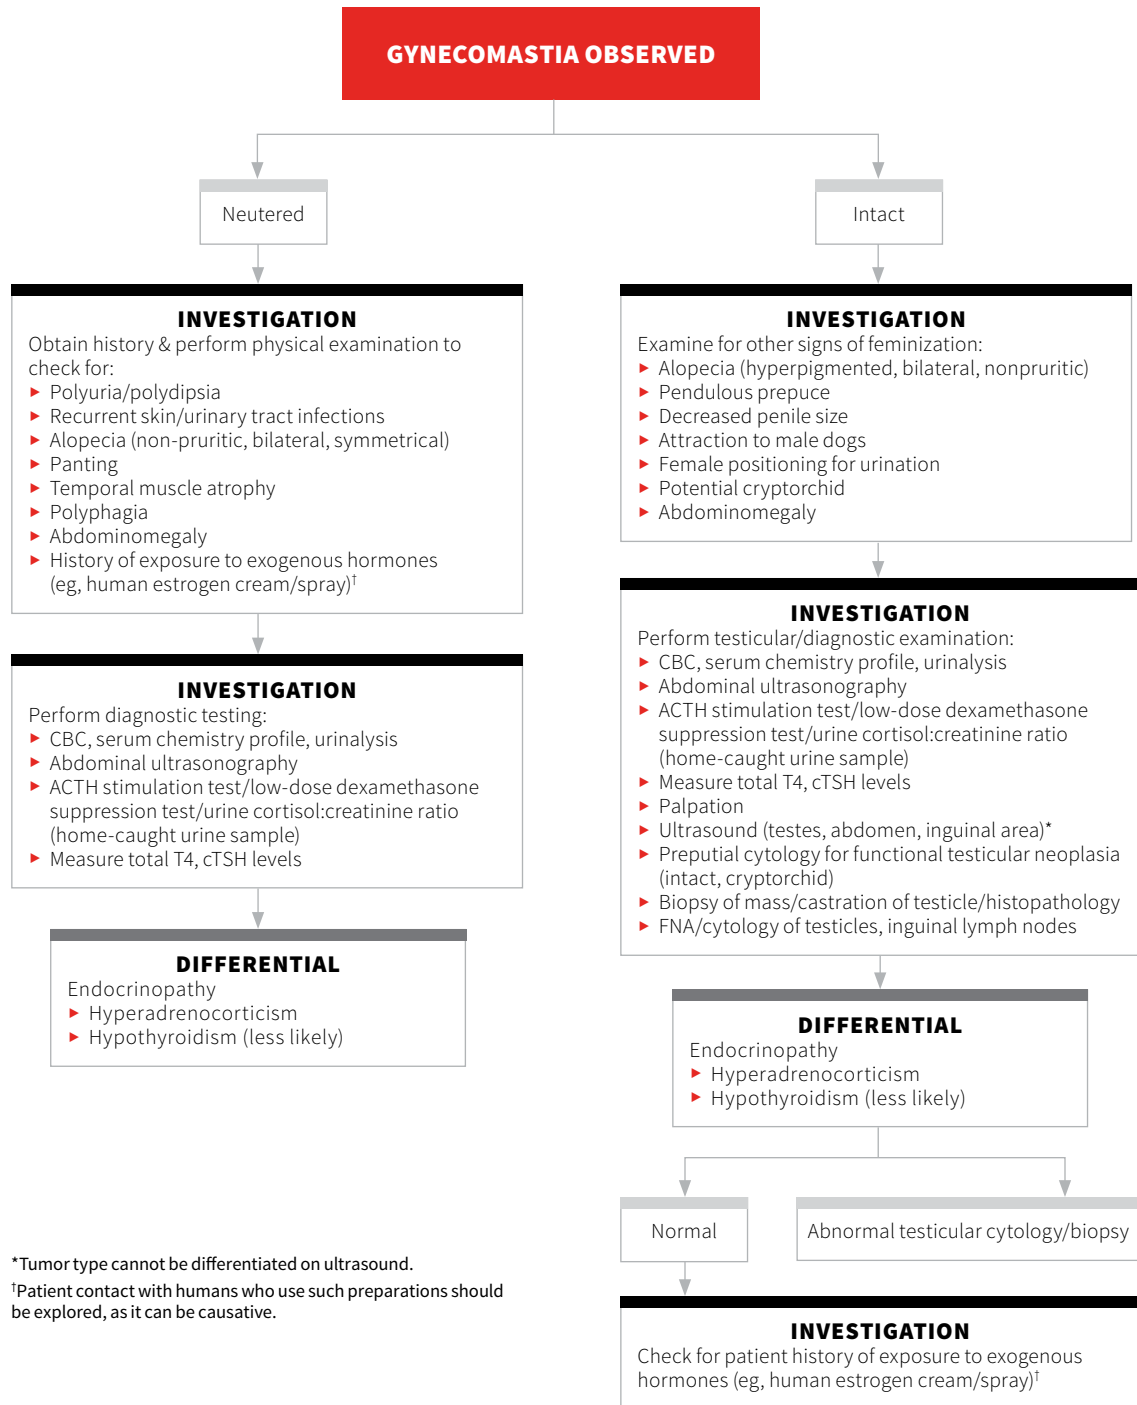 GYNECOMASTIA OBSERVED
Neutered
INVESTIGATION
Obtain history & perform physical examination to
check for:
► Polyuria/polydipsia
► Recurrent skin/urinary tract infections
► Alopecia (non-pruritic, bilateral, symmetrical)
► Panting
► Temporal muscle atrophy
► Polyphagia
► Abdominomegaly
► History of exposure to exogenous hormones
(eg, human estrogen cream/spray)†
INVESTIGATION
Perform diagnostic testing:
► CBC, serum chemistry profile, urinalysis
► Abdominal ultrasonography
► ACTH stimulation test/low-dose dexamethasone
suppression test/urine cortisol:creatinine ratio
(home-caught urine sample)
► Measure total T4, cTSH levels
DIFFERENTIAL
Endocrinopathy
► Hyperadrenocorticism
► Hypothyroidism (less likely)
Intact
INVESTIGATION
Examine for other signs of feminization:
► Alopecia (hyperpigmented, bilateral, nonpruritic)
► Pendulous prepuce
► Decreased penile size
► Attraction to male dogs
► Female positioning for urination
► Potential cryptorchid
► Abdominomegaly
INVESTIGATION
Perform testicular/diagnostic examination:
► CBC, serum chemistry profile, urinalysis
► Abdominal ultrasonography
► ACTH stimulation test/low-dose dexamethasone
suppression test/urine cortisol:creatinine ratio
(home-caught urine sample)
► Measure total T4, cTSH levels
► Palpation
► Ultrasound (testes, abdomen, inguinal area)*
► Preputial cytology for functional testicular neoplasia
(intact, cryptorchid)
► Biopsy of mass/castration of testicle/histopathology
► FNA/cytology of testicles, inguinal lymph nodes
DIFFERENTIAL
Endocrinopathy
► Hyperadrenocorticism
► Hypothyroidism (less likely)
Normal
Abnormal testicular cytology/biopsy
INVESTIGATION
Check for patient history of exposure to exogenous
hormones (eg, human estrogen cream/spray)†
*Tumor type cannot be differentiated on ultrasound.
†Patient contact with humans who use such preparations should
be explored, as it can be causative.